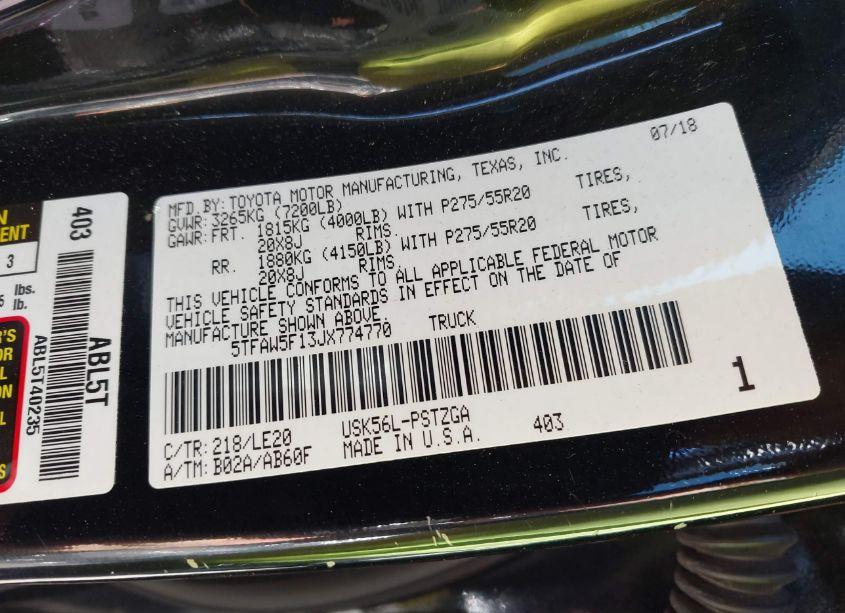 MFD.BY: TOYOTA MOTOR MANUFACTURING, TEXAS, INC. 07/18
GVWR: 3265KG (7200LB)
GAWR: FRT. 1815KG (4000LB) WITH P275/55R20 TIRES,
20X8J RIMS.
RR. 1880KG (4150LB) WITH P275/55R20 TIRES,
20X8J RIMS.
THIS VEHICLE CONFORMS TO ALL APPLICABLE FEDERAL MOTOR
VEHICLE SAFETY STANDARDS IN EFFECT ON THE DATE OF
MANUFACTURE SHOWN ABOVE.
5TFAW5F13JX774770 TRUCK
1
C/TR: 218/LE20 USK56L-PSTZGA 403
A/TM: B02A/AB60F MADE IN U.S.A.
403
ABL5T
ABL5T40235
3
lbs.
lb.